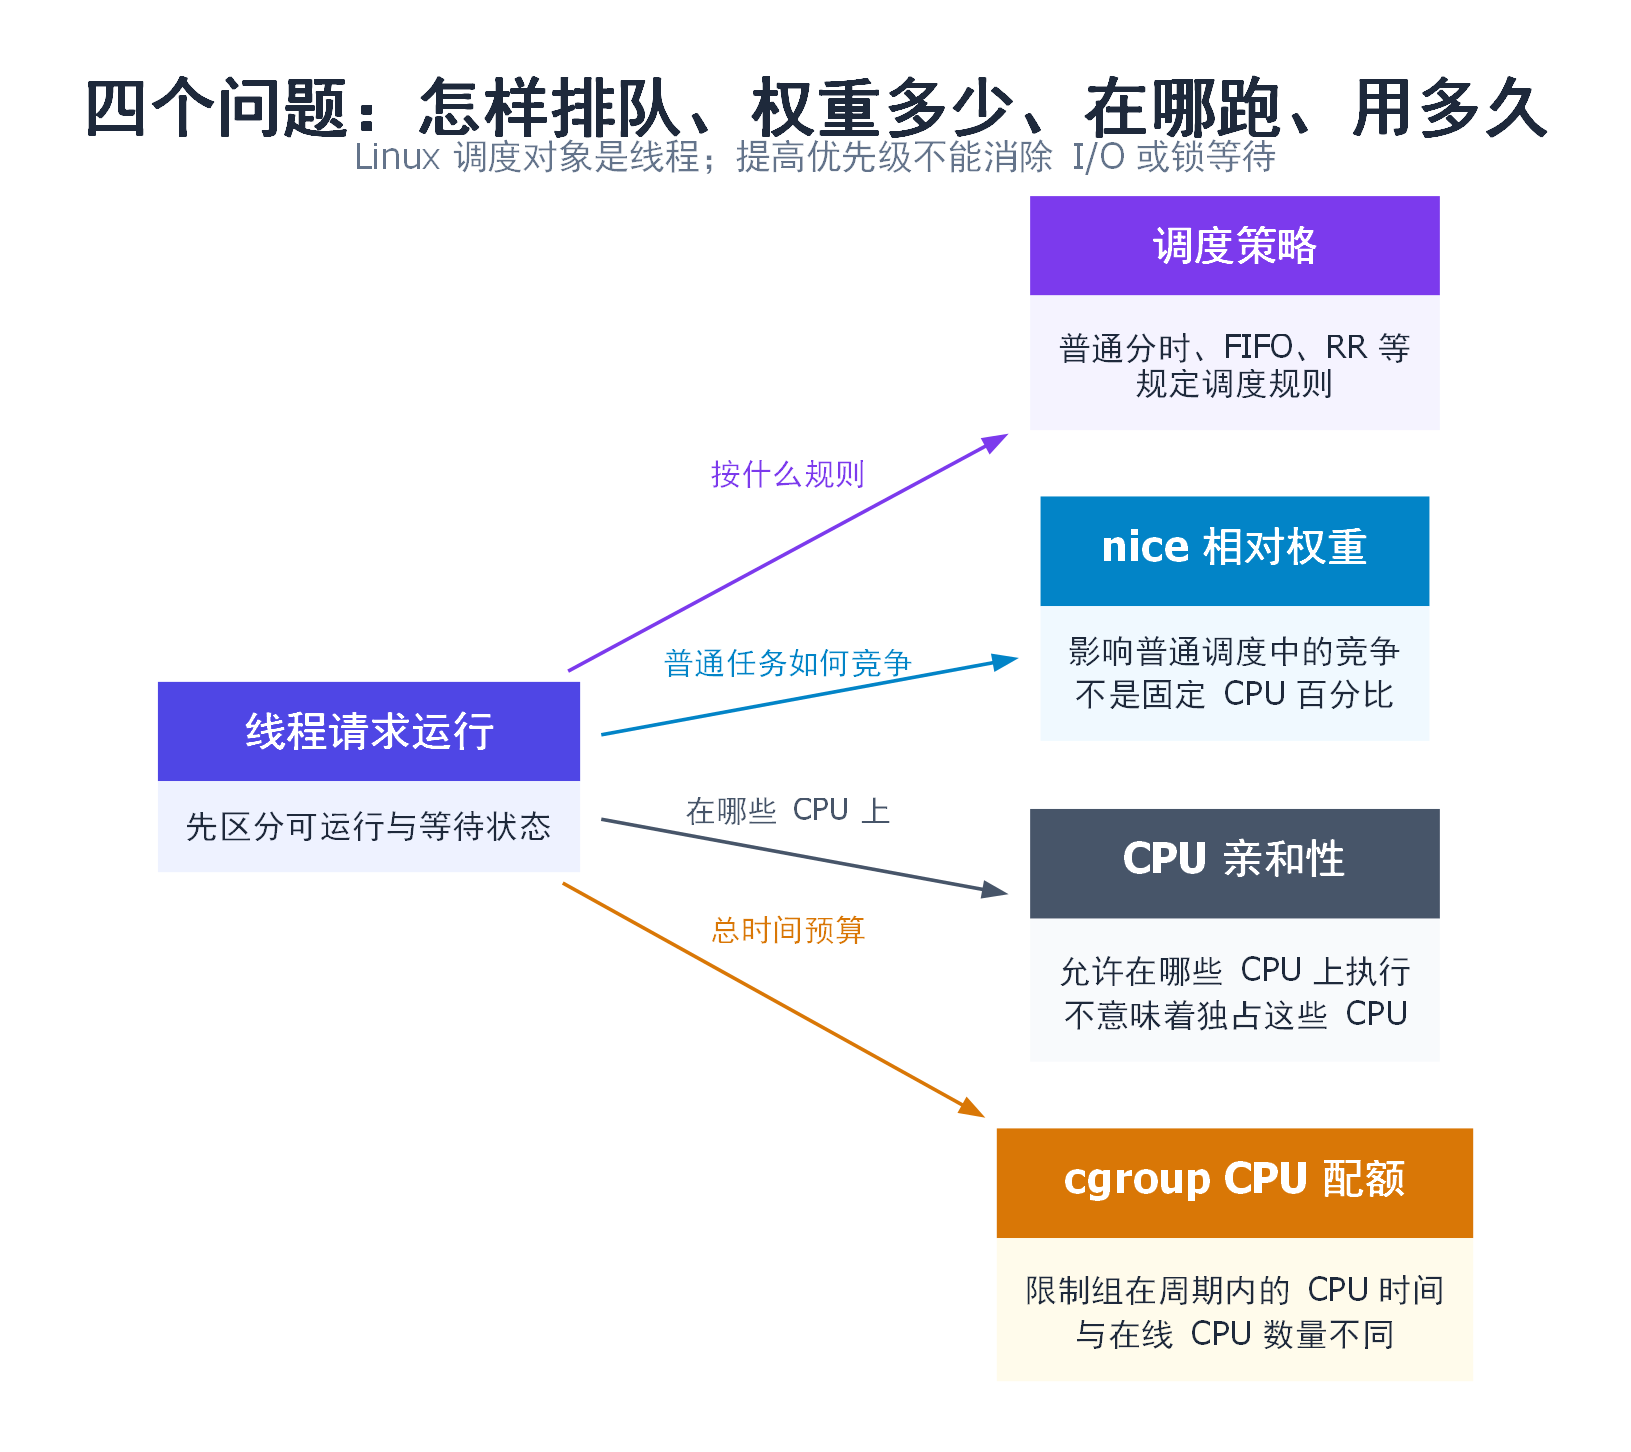 四个问题：怎样排队、权重多少、在哪跑、用多久
Linux 调度对象是线程；提高优先级不能消除 I/O 或锁等待
调度策略
普通分时、FIFO、RR 等
规定调度规则
按什么规则
nice 相对权重
影响普通调度中的竞争
不是固定 CPU 百分比
普通任务如何竞争
线程请求运行
先区分可运行与等待状态
在哪些 CPU 上
CPU 亲和性
允许在哪些 CPU 上执行
不意味着独占这些 CPU
总时间预算
cgroup CPU 配额
限制组在周期内的 CPU 时间
与在线 CPU 数量不同